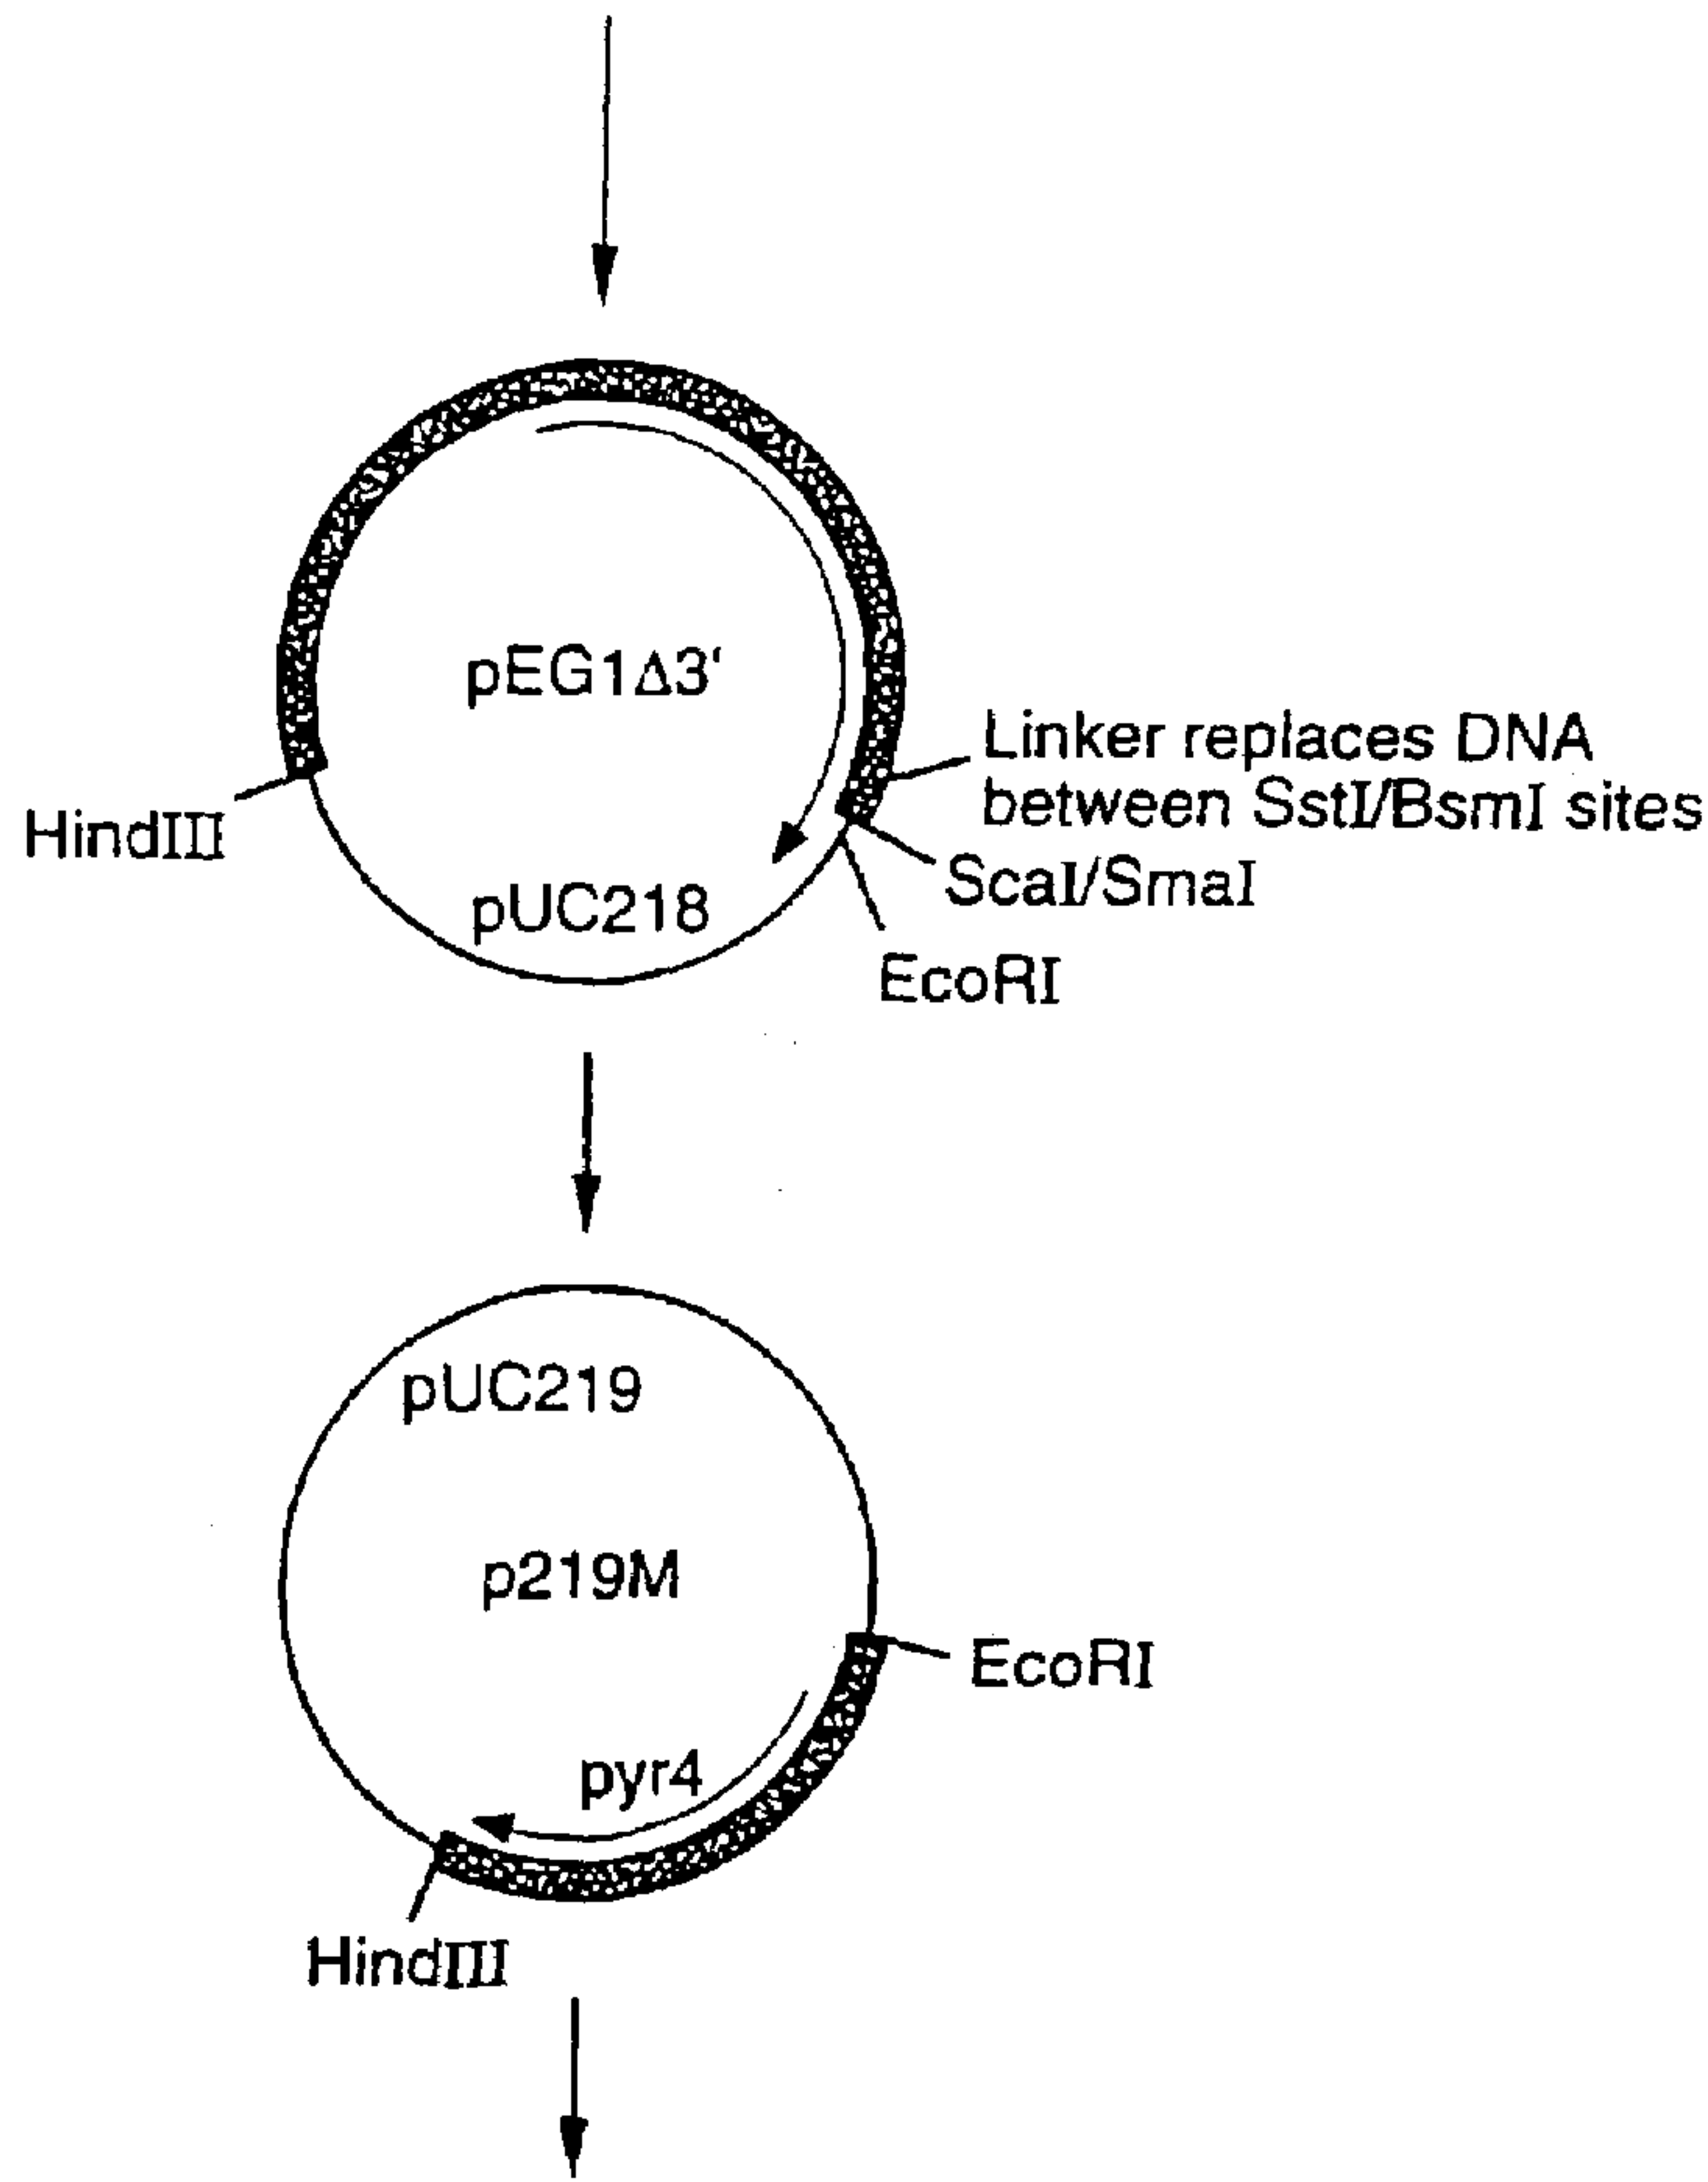 pEG1Δ3'
Linker replaces DNA
between SstI/BsmI sites
HindIII
ScaI/SmaI
pUC218
EcoRI
pUC219
p219M
EcoRI
pyr4
HindIII